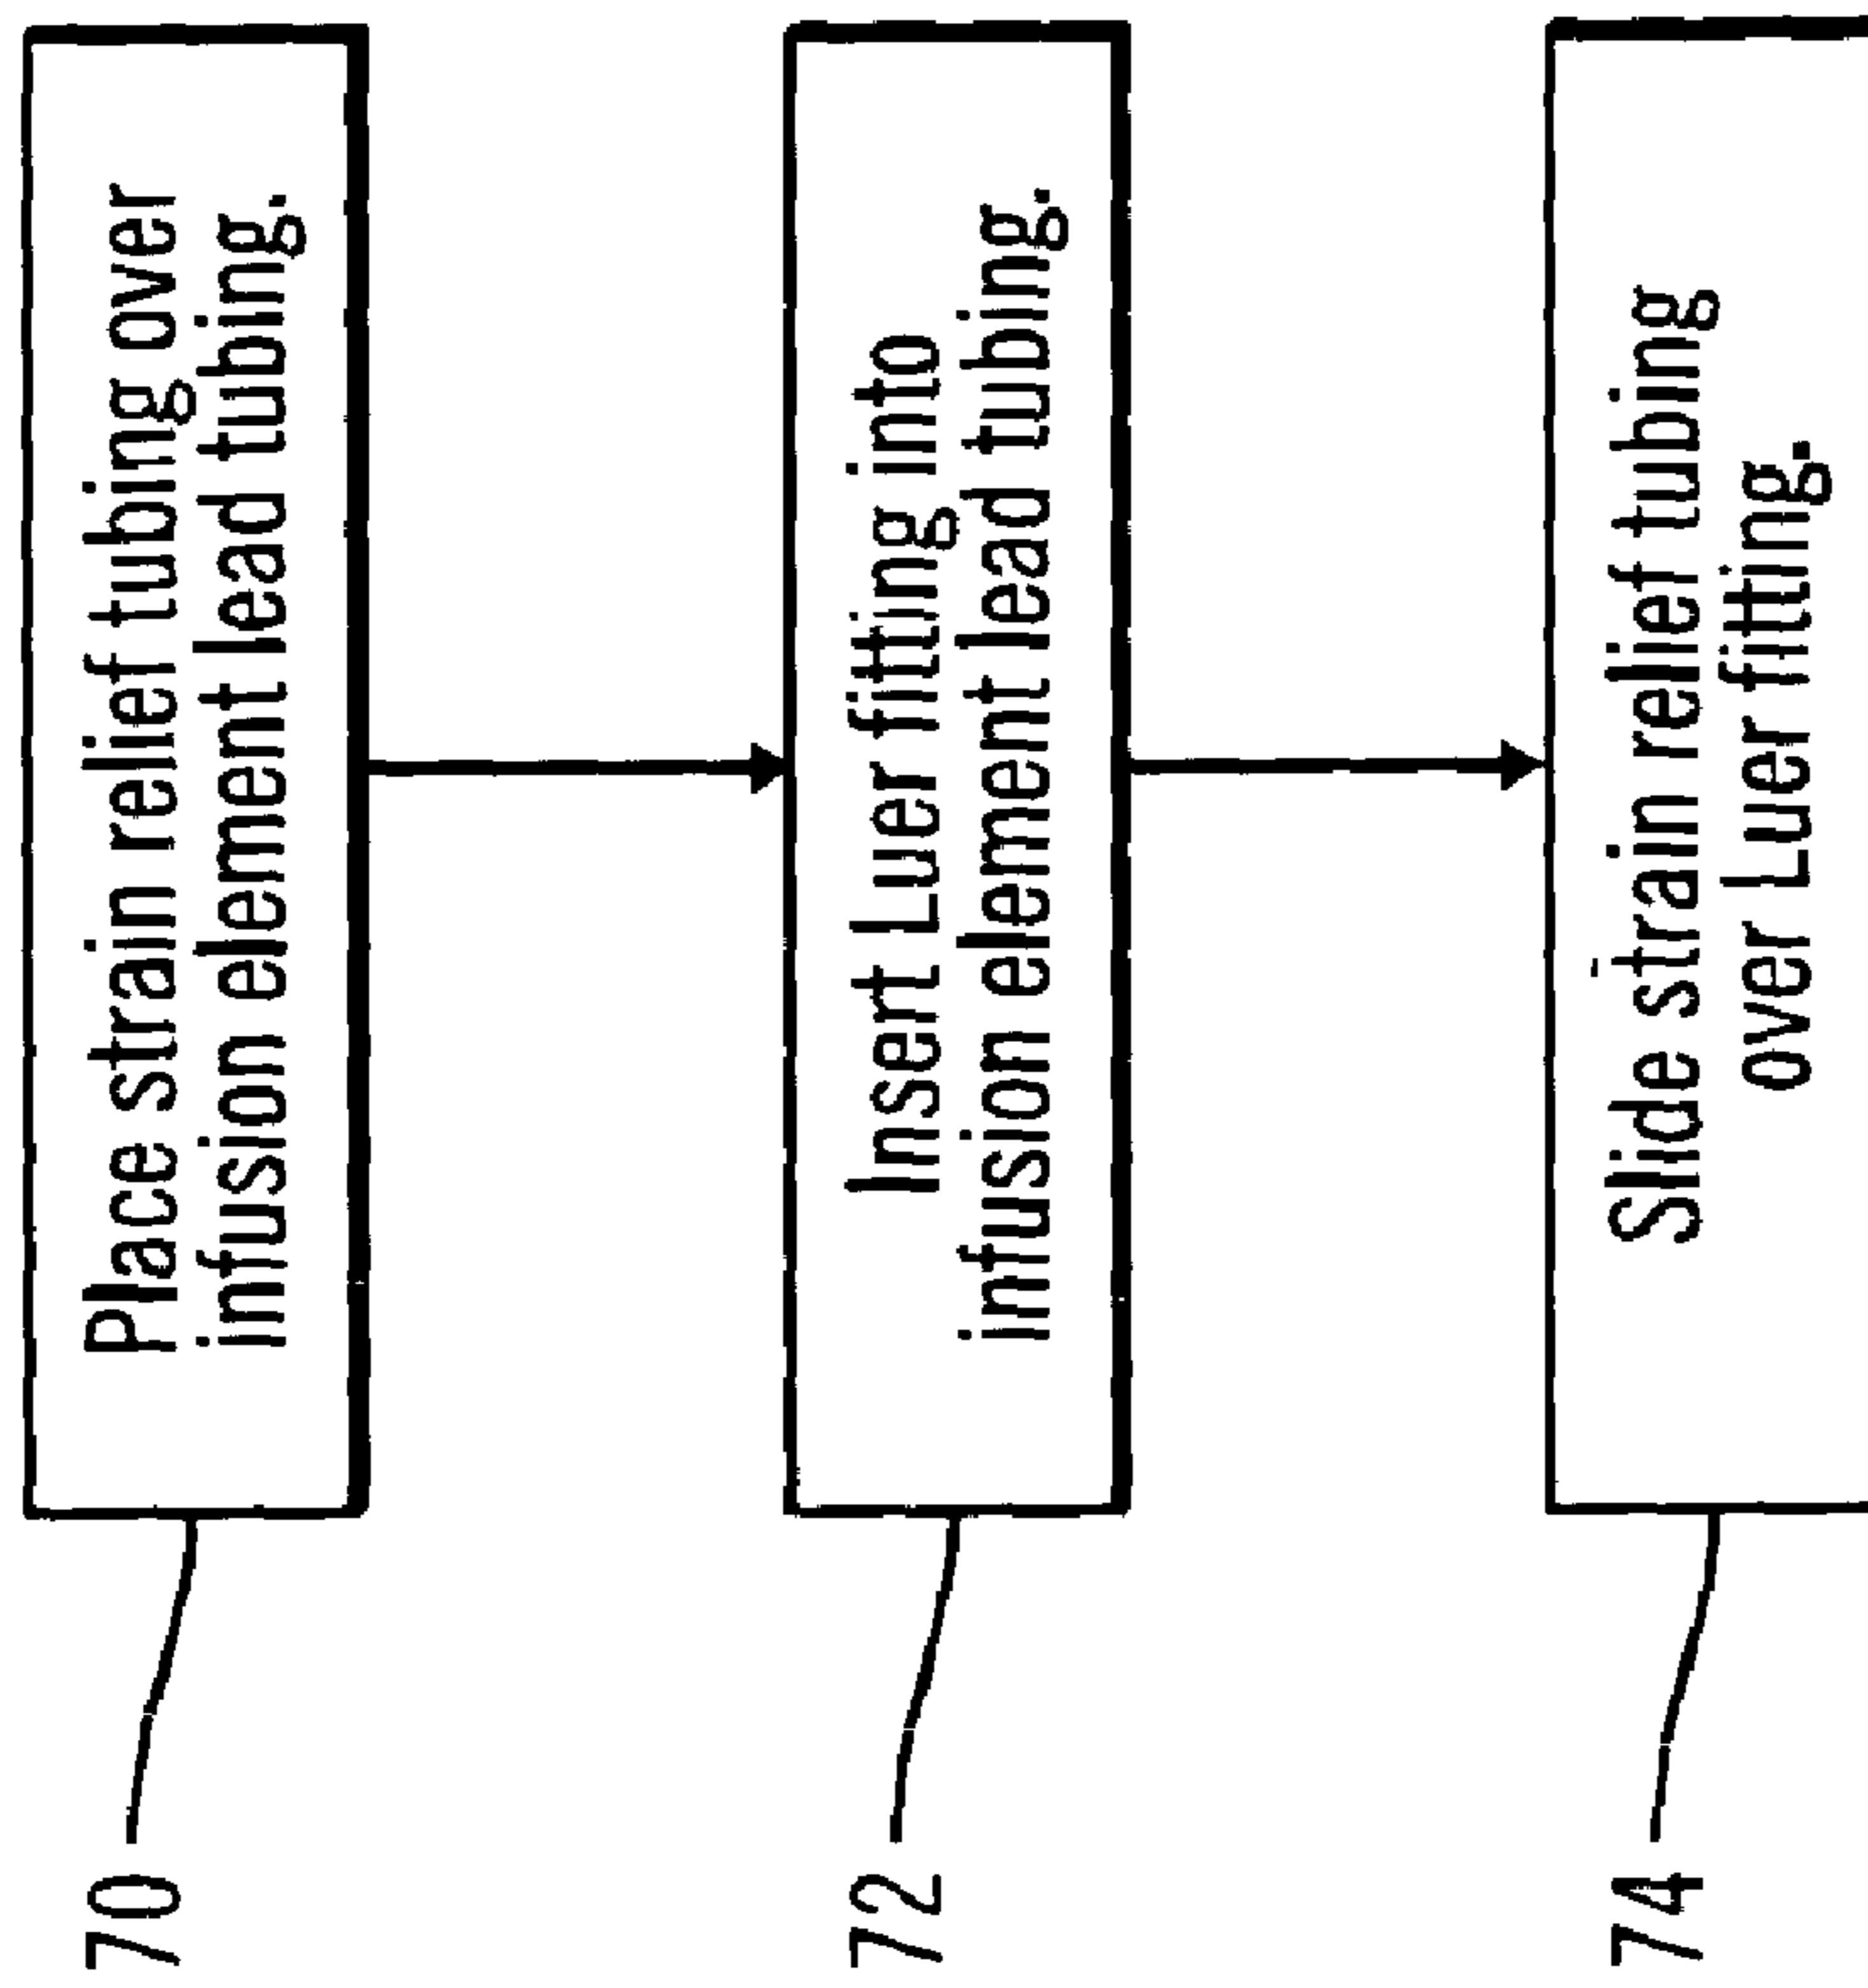 70
Place strain relief tubing over
infusion element lead tubing.
72
Insert Luer fitting into
infusion element lead tubing.
74
Slide strain relief tubing
over Luer fitting.